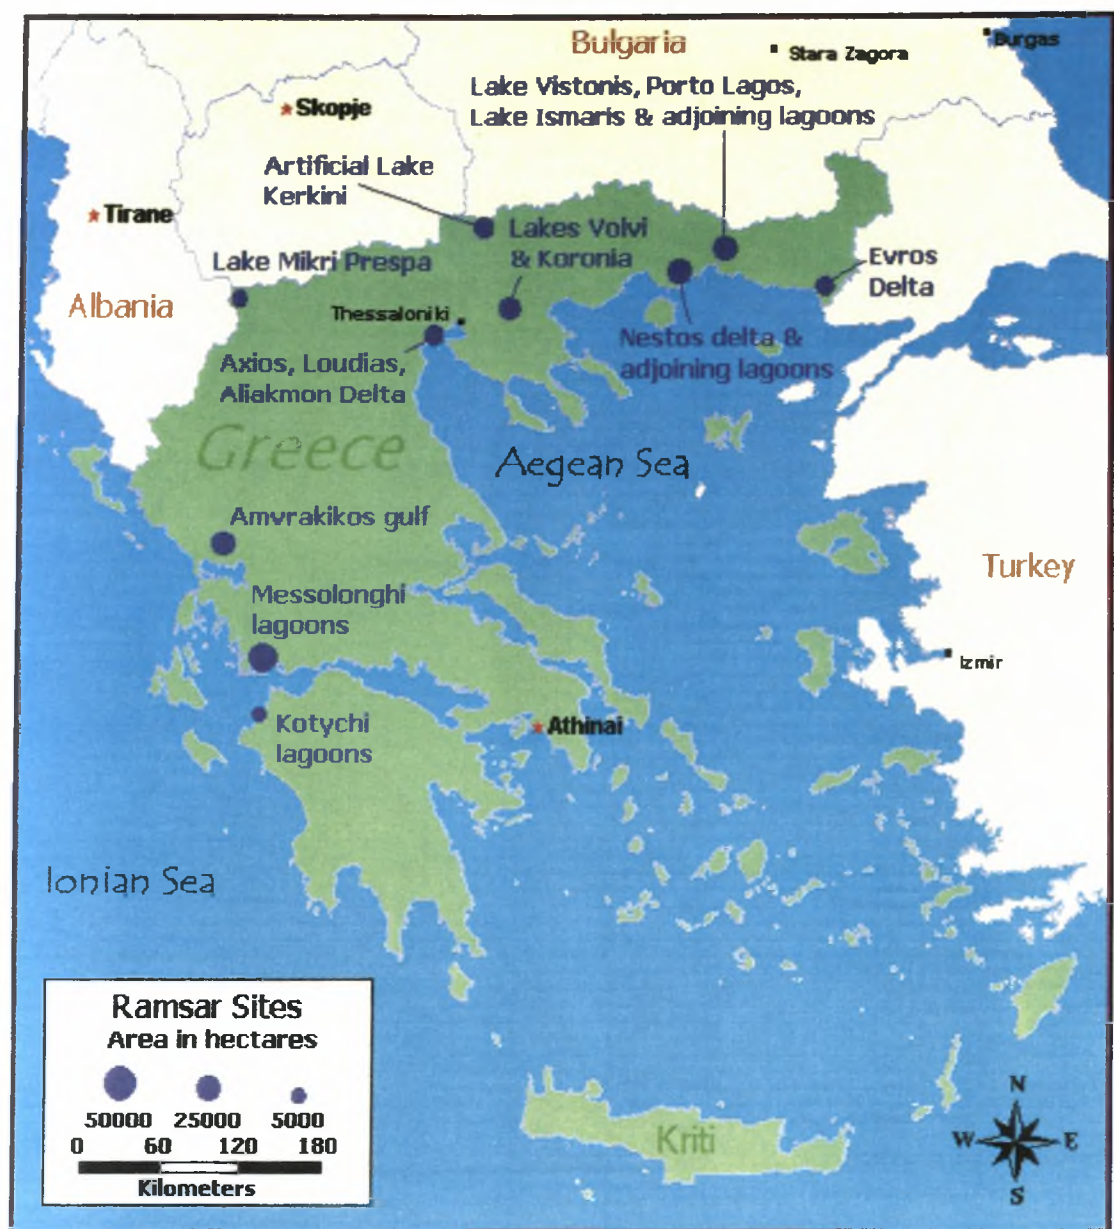 Bulgaria
Stara Zagora
Burgas
Lake Vistonis, Porto Lagos,
Lake Ismaris & adjoining lagoons
Skopje
Artificial Lake
Kerkini
Tirane
Lakes Volvi
& Koronia
Lake Mikri Prespa
Evros
Delta
Albania
Thessaloniki
Nestos delta &
adjoining lagoons
Axios, Loudias,
Aliakmon Delta
Greece
Aegean Sea
Amvrakikos gulf
Turkey
Messolonghi
lagoons
Izmir
Kotychi
lagoons
Athinai
Ionian Sea
Ramsar Sites
Area in hectares
50000 25000 5000
0 60 120 180
Kilometers
Kriti
N
W E
S